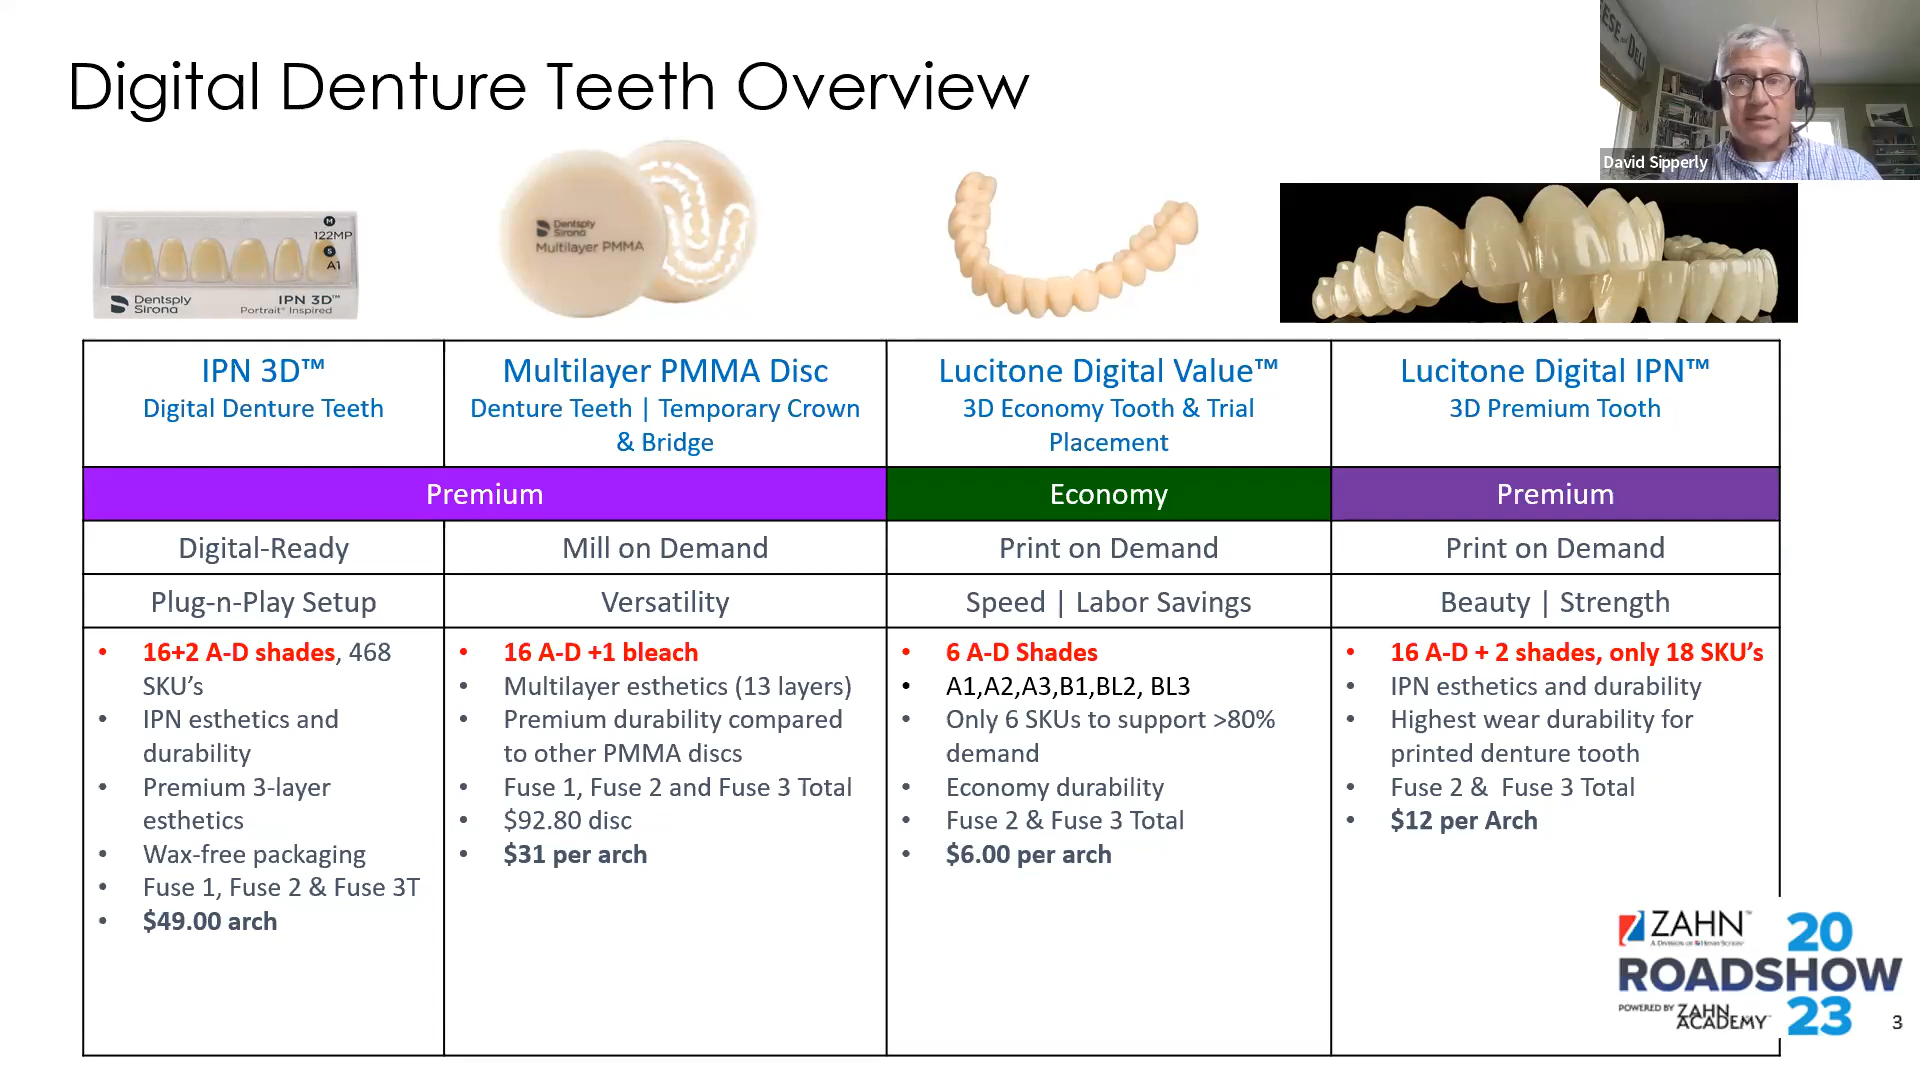 Digital Denture Teeth Overview
David Sipperly
M
122MP
S
A1
Dentsply
Sirona
IPN 3D™
Portrait® Inspired
Dentsply
Sirona
Multilayer PMMA
IPN 3D™
Digital Denture Teeth
Multilayer PMMA Disc
Denture Teeth | Temporary Crown
& Bridge
Lucitone Digital Value™
3D Economy Tooth & Trial
Placement
Lucitone Digital IPN™
3D Premium Tooth
Premium
Economy
Premium
Digital-Ready
Mill on Demand
Print on Demand
Print on Demand
Plug-n-Play Setup
Versatility
Speed | Labor Savings
Beauty | Strength
• 16+2 A-D shades, 468
SKU’s
• IPN esthetics and
durability
• Premium 3-layer
esthetics
• Wax-free packaging
• Fuse 1, Fuse 2 & Fuse 3T
• $49.00 arch
• 16 A-D +1 bleach
• Multilayer esthetics (13 layers)
• Premium durability compared
to other PMMA discs
• Fuse 1, Fuse 2 and Fuse 3 Total
• $92.80 disc
• $31 per arch
• 6 A-D Shades
• A1,A2,A3,B1,BL2, BL3
• Only 6 SKUs to support >80%
demand
• Economy durability
• Fuse 2 & Fuse 3 Total
• $6.00 per arch
• 16 A-D + 2 shades, only 18 SKU’s
• IPN esthetics and durability
• Highest wear durability for
printed denture tooth
• Fuse 2 &  Fuse 3 Total
• $12 per Arch
ZAHN™
A DIVISION OF HENRY SCHEIN®
20
ROADSHOW
POWERED BY ZAHN
ACADEMY™
23
3